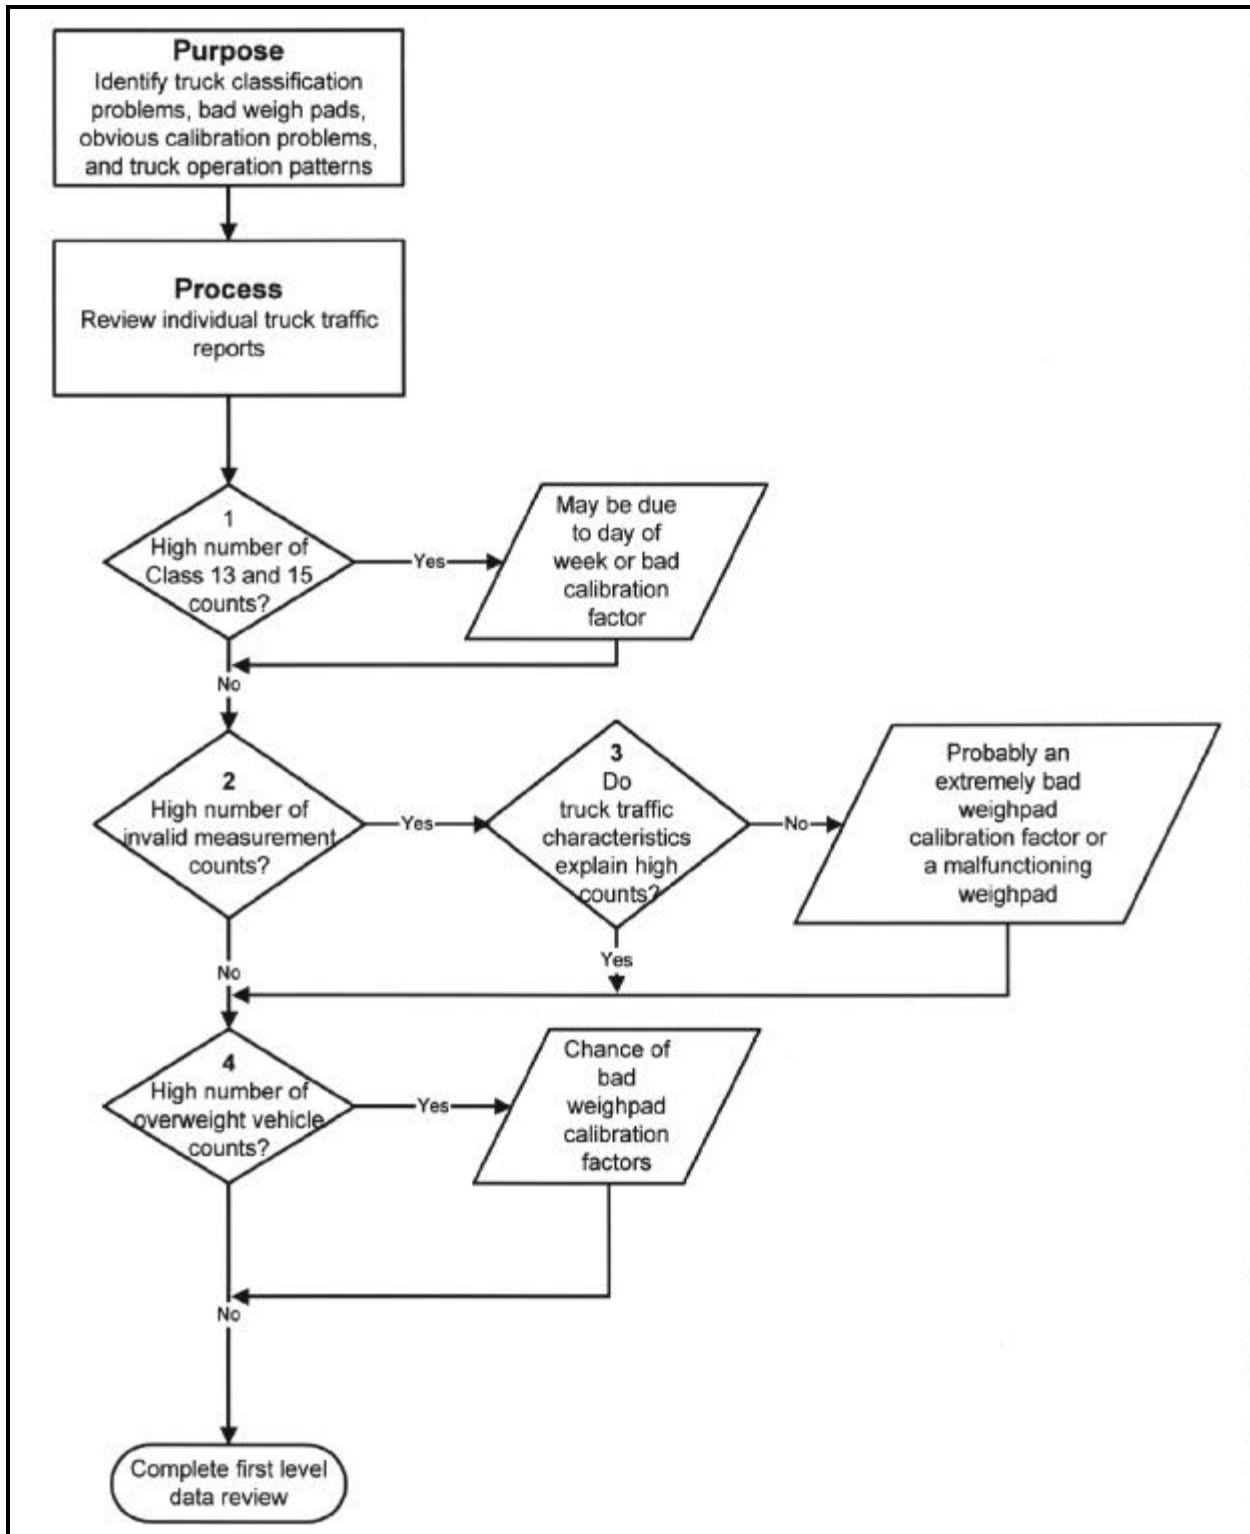 Purpose
Identify truck classification
problems, bad weigh pads,
obvious calibration problems,
and truck operation patterns
Process
Review individual truck traffic
reports
1
High number of
Class 13 and 15
counts?
Yes
May be due
to day of
week or bad
calibration
factor
No
2
High number of
invalid measurement
counts?
Yes
3
Do
truck traffic
characteristics
explain high
counts?
No
Probably an
extremely bad
weighpad
calibration factor or
a malfunctioning
weighpad
Yes
No
4
High number of
overweight vehicle
counts?
Yes
Chance of
bad
weighpad
calibration
factors
No
Complete first level
data review